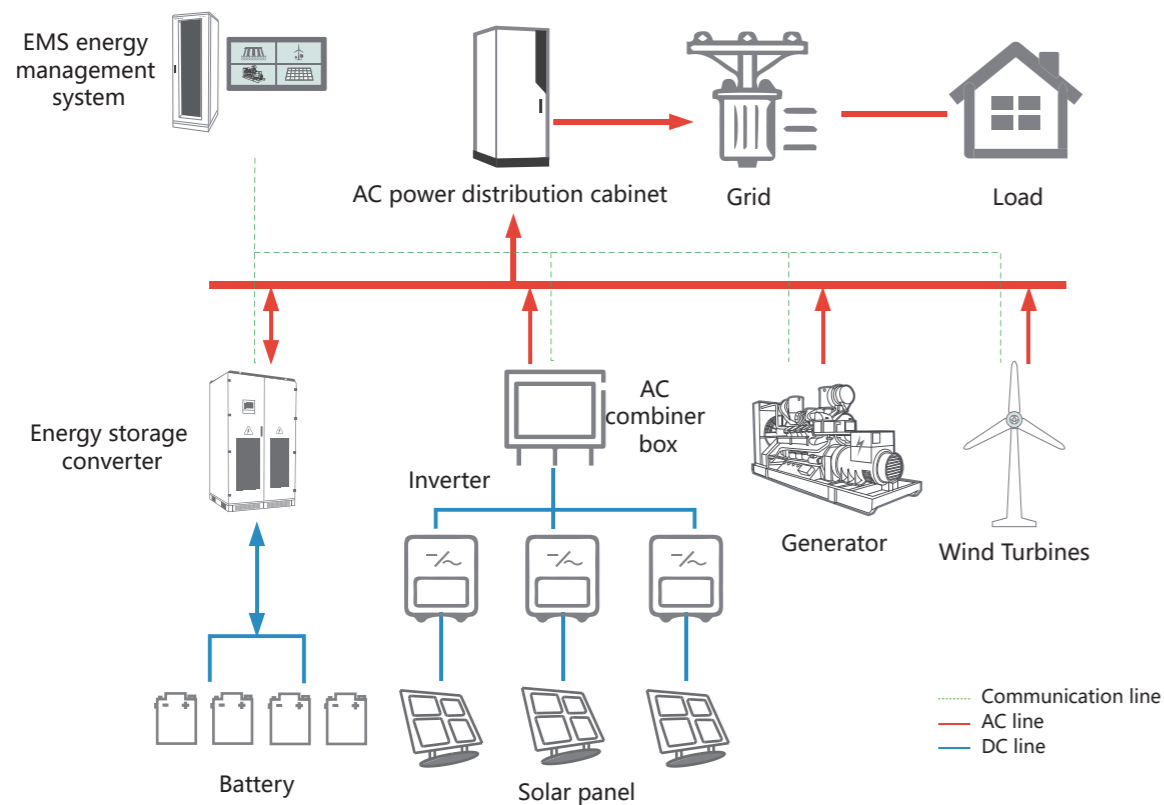 EMS energy
management
system
AC power distribution cabinet
Grid
Load
Energy storage
converter
AC
combiner
box
Inverter
Generator
Wind Turbines
Battery
Solar panel
Communication line
AC line
DC line